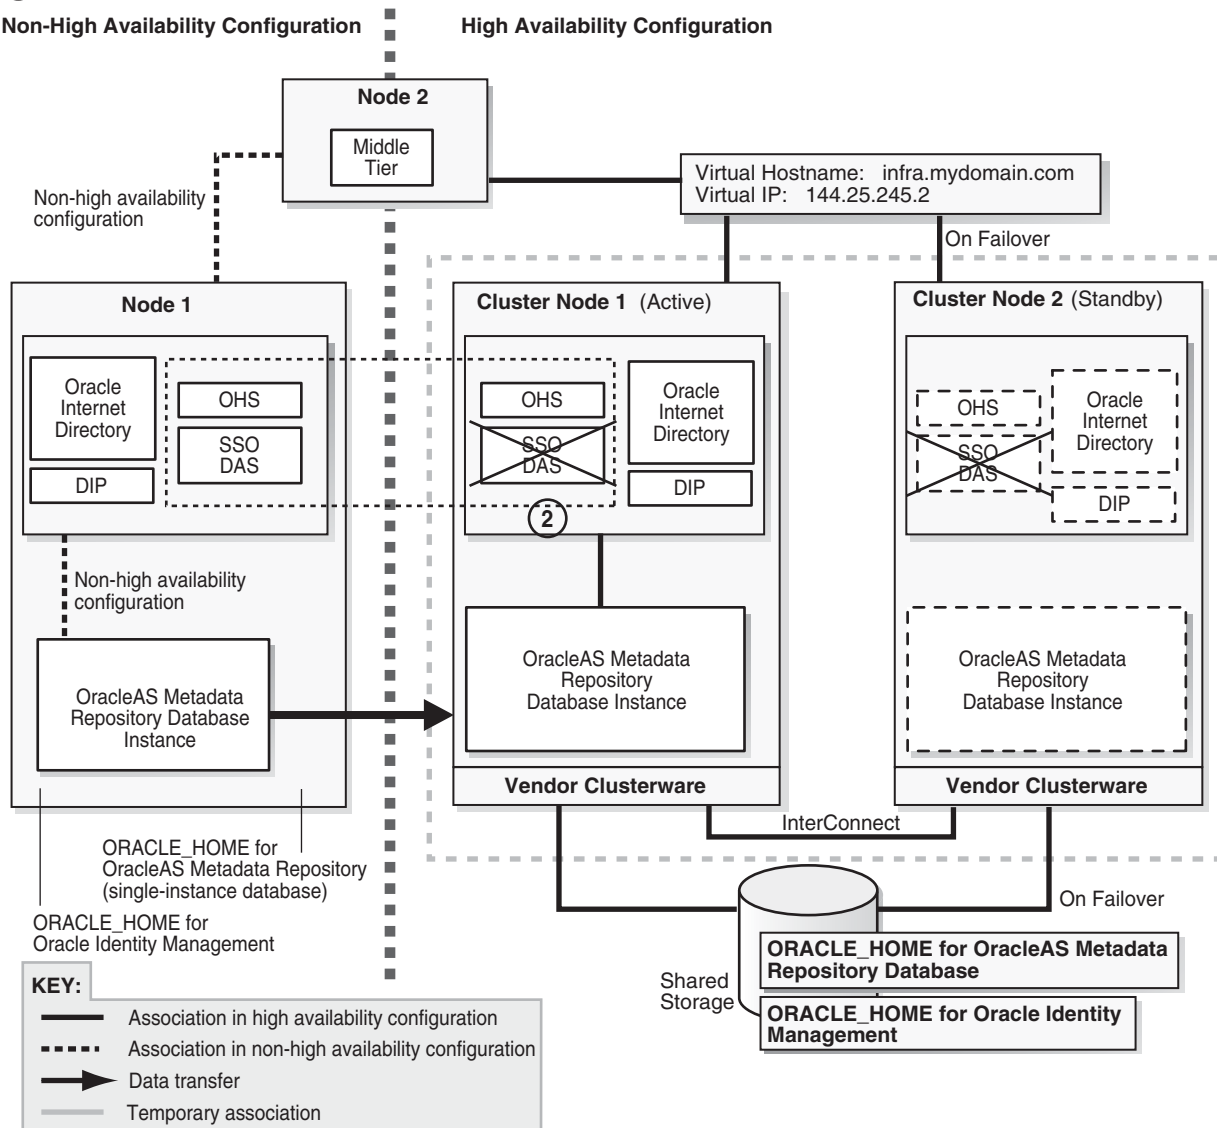 Non-High Availability Configuration
High Availability Configuration
Node 2
Middle
Tier
Virtual Hostname: infra.mydomain.com
Virtual IP: 144.25.245.2
Non-high availability
configuration
On Failover
Node 1
Oracle
Internet
Directory
OHS
SSO
DAS
DIP
Non-high availability
configuration
OracleAS Metadata
Repository Database
Instance
ORACLE_HOME for
OracleAS Metadata Repository
(single-instance database)
ORACLE_HOME for
Oracle Identity Management
Cluster Node 1 (Active)
OHS
SSO
DAS
Oracle
Internet
Directory
DIP
2
OracleAS Metadata
Repository
Database Instance
Vendor Clusterware
Cluster Node 2 (Standby)
OHS
SSO
DAS
Oracle
Internet
Directory
DIP
OracleAS Metadata
Repository
Database Instance
Vendor Clusterware
InterConnect
On Failover
Shared
Storage
ORACLE_HOME for OracleAS Metadata
Repository Database
ORACLE_HOME for Oracle Identity
Management
KEY:
Association in high availability configuration
Association in non-high availability configuration
Data transfer
Temporary association